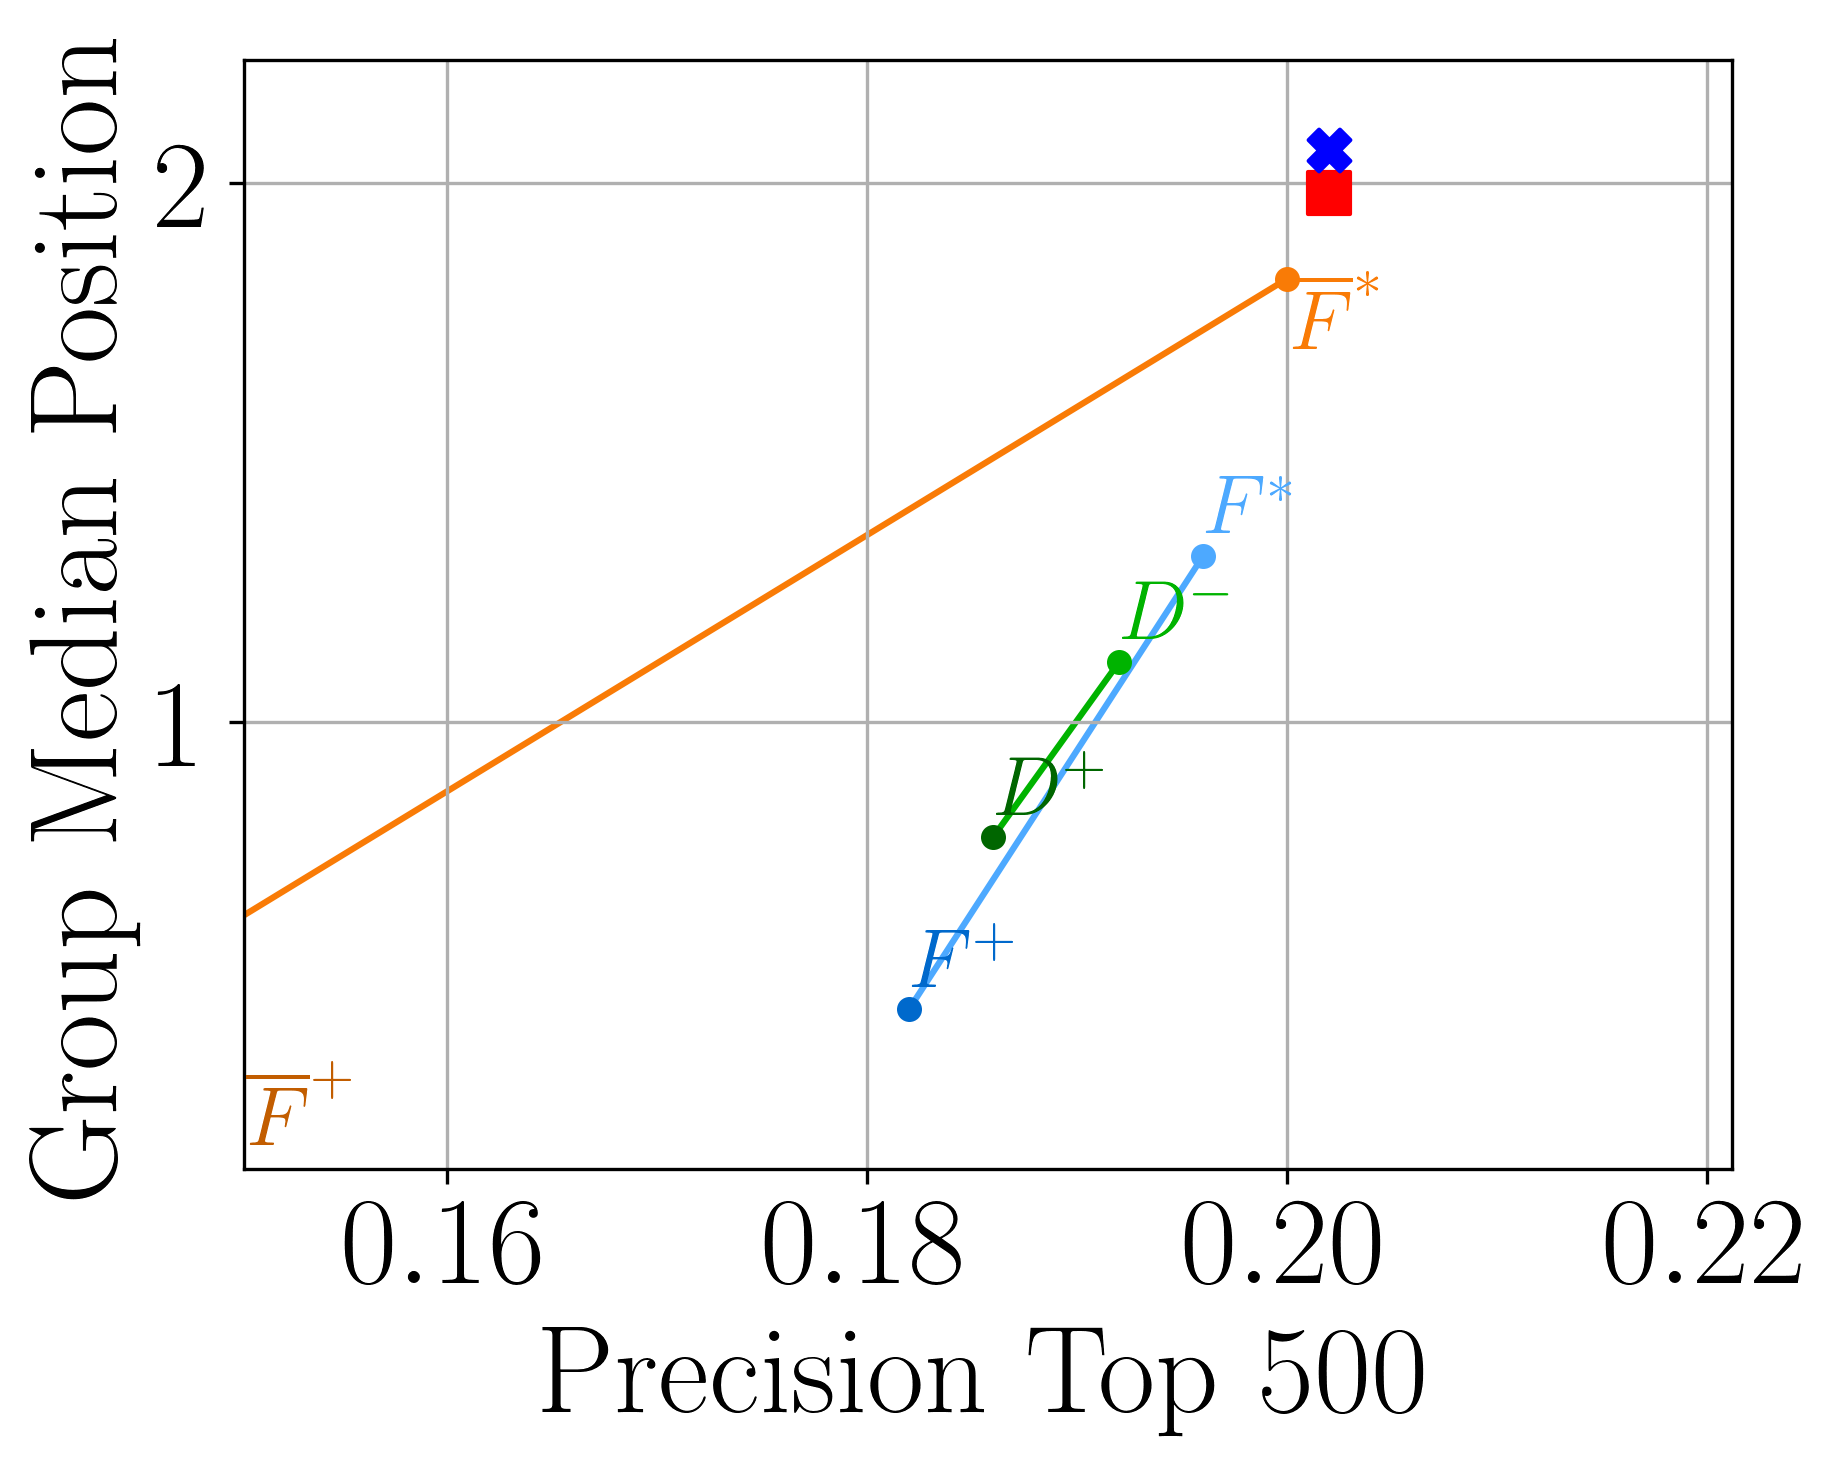 Group Median Position
2
1
F̅*
F*
D⁻
D⁺
F⁺
F̅⁺
0.16 0.18 0.20 0.22
Precision Top 500